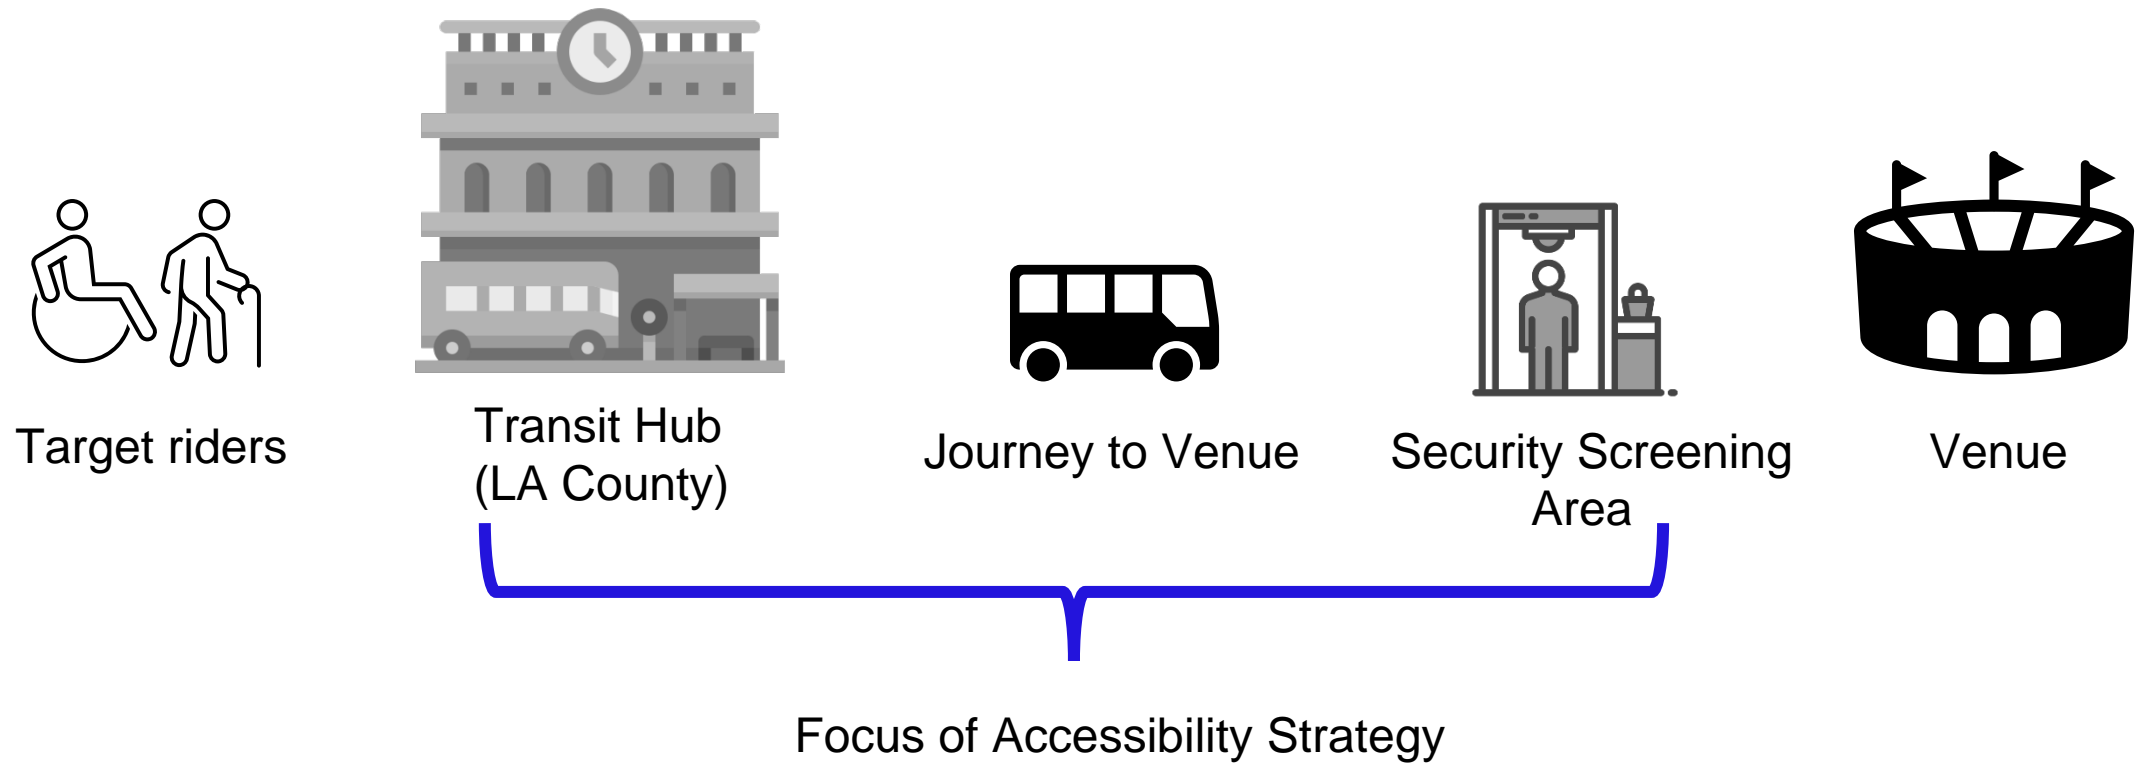 Target riders
Transit Hub
(LA County)
Journey to Venue
Security Screening
Area
Venue
Focus of Accessibility Strategy